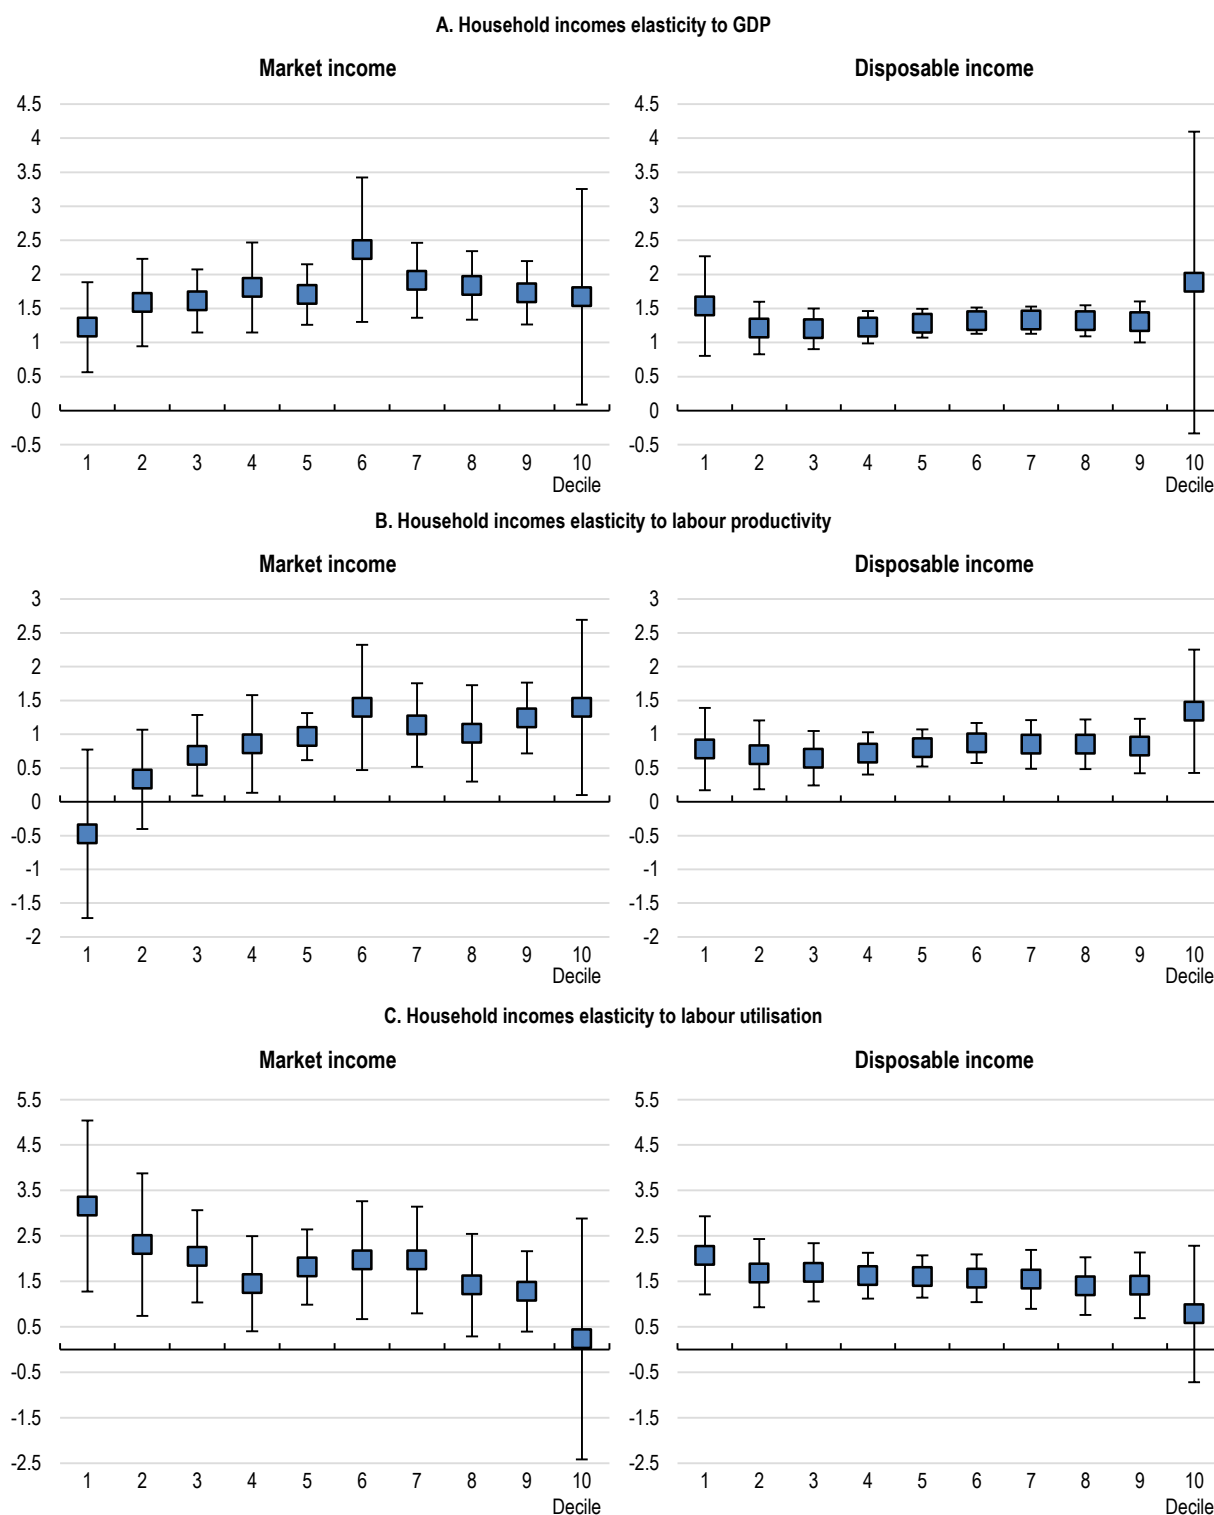 A. Household incomes elasticity to GDP
Market income
4.5
4
3.5
3
2.5
2
1.5
1
0.5
0
-0.5
1 2 3 4 5 6 7 8 9 10
Decile
Disposable income
4.5
4
3.5
3
2.5
2
1.5
1
0.5
0
-0.5
1 2 3 4 5 6 7 8 9 10
Decile
B. Household incomes elasticity to labour productivity
Market income
3
2.5
2
1.5
1
0.5
0
-0.5
-1
-1.5
-2
1 2 3 4 5 6 7 8 9 10
Decile
Disposable income
3
2.5
2
1.5
1
0.5
0
-0.5
-1
-1.5
-2
1 2 3 4 5 6 7 8 9 10
Decile
C. Household incomes elasticity to labour utilisation
Market income
5.5
4.5
3.5
2.5
1.5
0.5
-0.5
-1.5
-2.5
1 2 3 4 5 6 7 8 9 10
Decile
Disposable income
5.5
4.5
3.5
2.5
1.5
0.5
-0.5
-1.5
-2.5
1 2 3 4 5 6 7 8 9 10
Decile